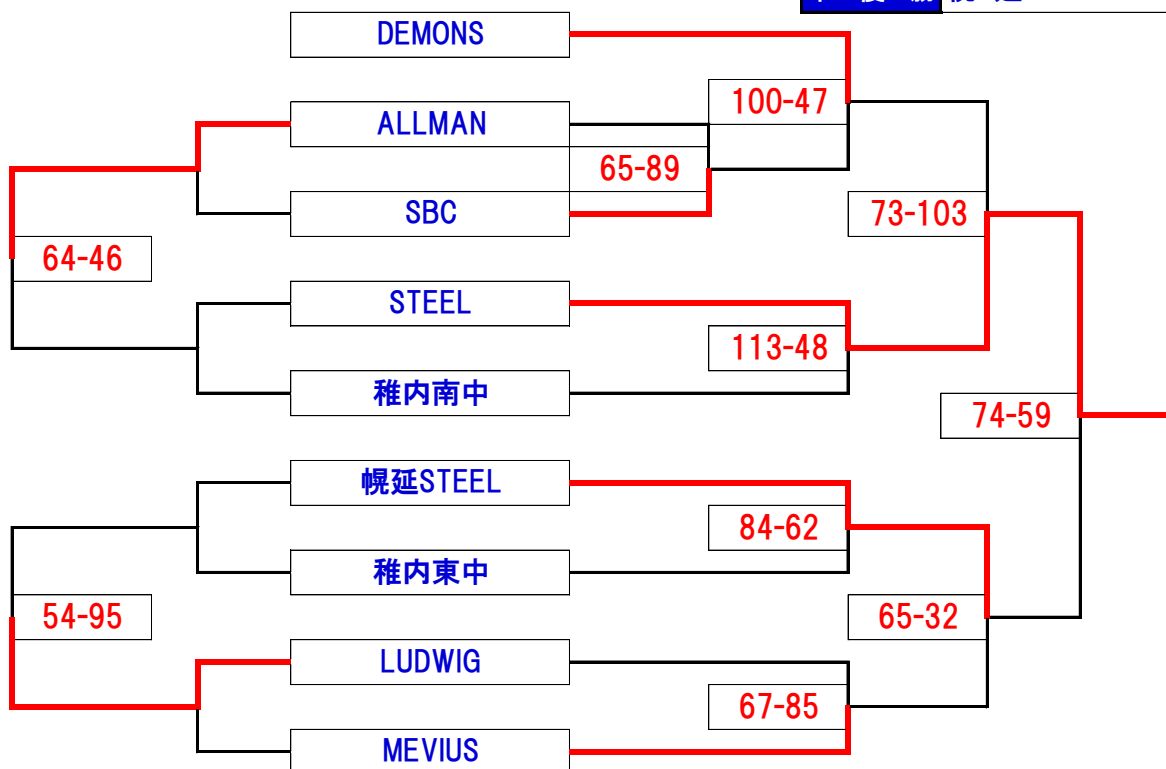 DEMONS
100-47
ALLMAN
65-89
SBC
73-103
64-46
STEEL
113-48
稚内南中
74-59
幌延STEEL
84-62
稚内東中
54-95
65-32
LUDWIG
67-85
MEVIUS